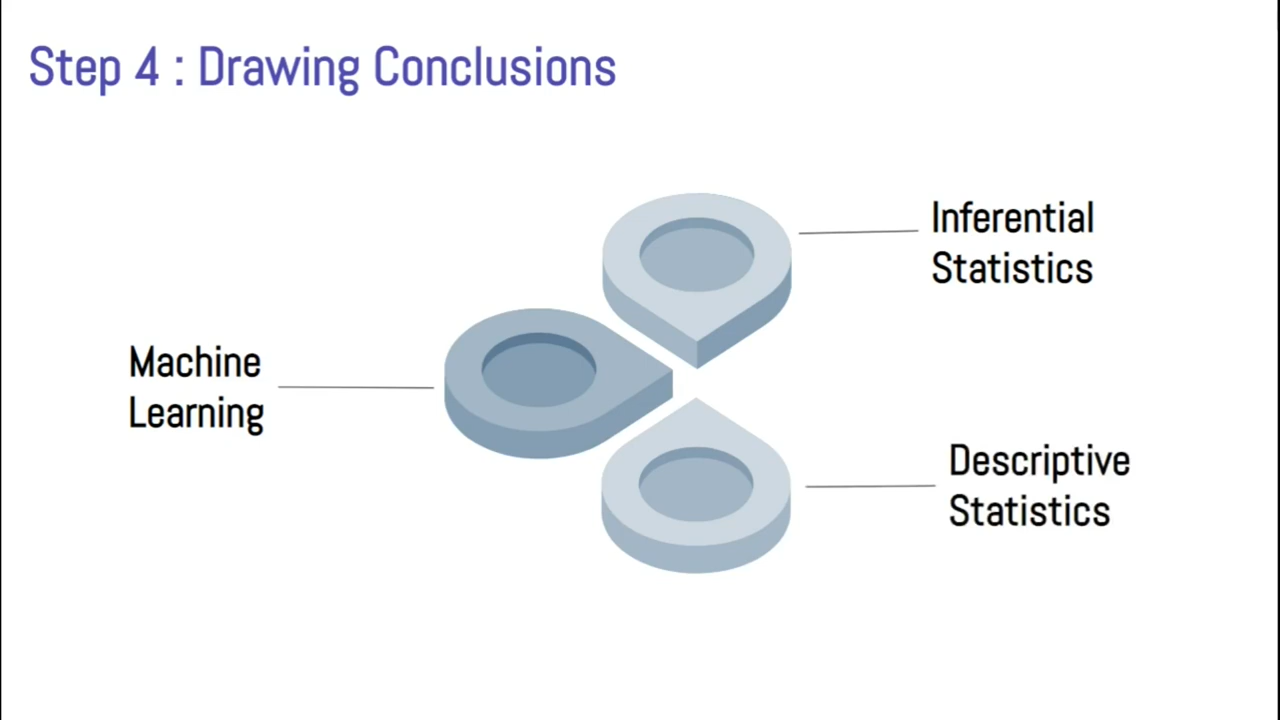 Step 4 : Drawing Conclusions
Inferential
Statistics
Machine
Learning
Descriptive
Statistics